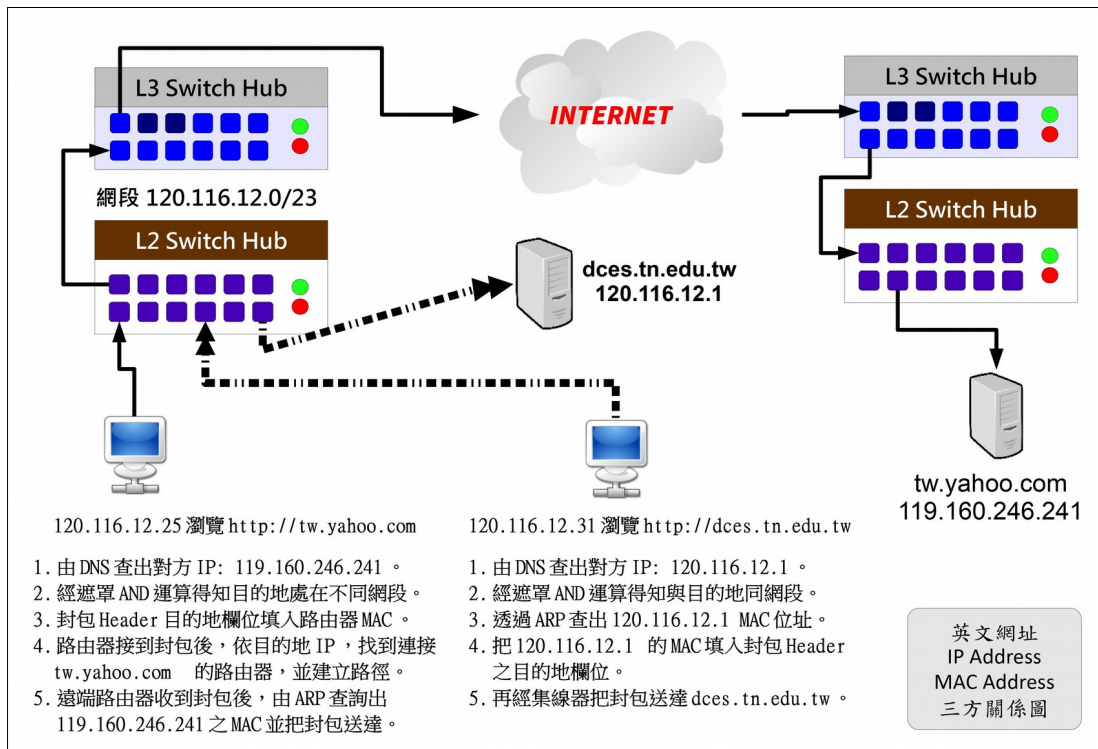 L3 Switch Hub
INTERNET
L3 Switch Hub
網段 120.116.12.0/23
L2 Switch Hub
L2 Switch Hub
dces.tn.edu.tw
120.116.12.1
tw.yahoo.com
119.160.246.241
120.116.12.25 瀏覽 http://tw.yahoo.com
1. 由 DNS 查出對方 IP: 119.160.246.241 。
2. 經遮罩 AND 運算得知目的地處在不同網段。
3. 封包 Header 目的地欄位填入路由器 MAC 。
4. 路由器接到封包後，依目的地 IP ，找到連接
tw.yahoo.com 的路由器，並建立路徑。
5. 遠端路由器收到封包後，由 ARP 查詢出
119.160.246.241 之 MAC 並把封包送達。
120.116.12.31 瀏覽 http://dces.tn.edu.tw
1. 由 DNS 查出對方 IP: 120.116.12.1 。
2. 經遮罩 AND 運算得知與目的地同網段。
3. 透過 ARP 查出 120.116.12.1 MAC 位址。
4. 把 120.116.12.1 的 MAC 填入封包 Header
之目的地欄位。
5. 再經集線器把封包送達 dces.tn.edu.tw 。
英文網址
IP Address
MAC Address
三方關係圖